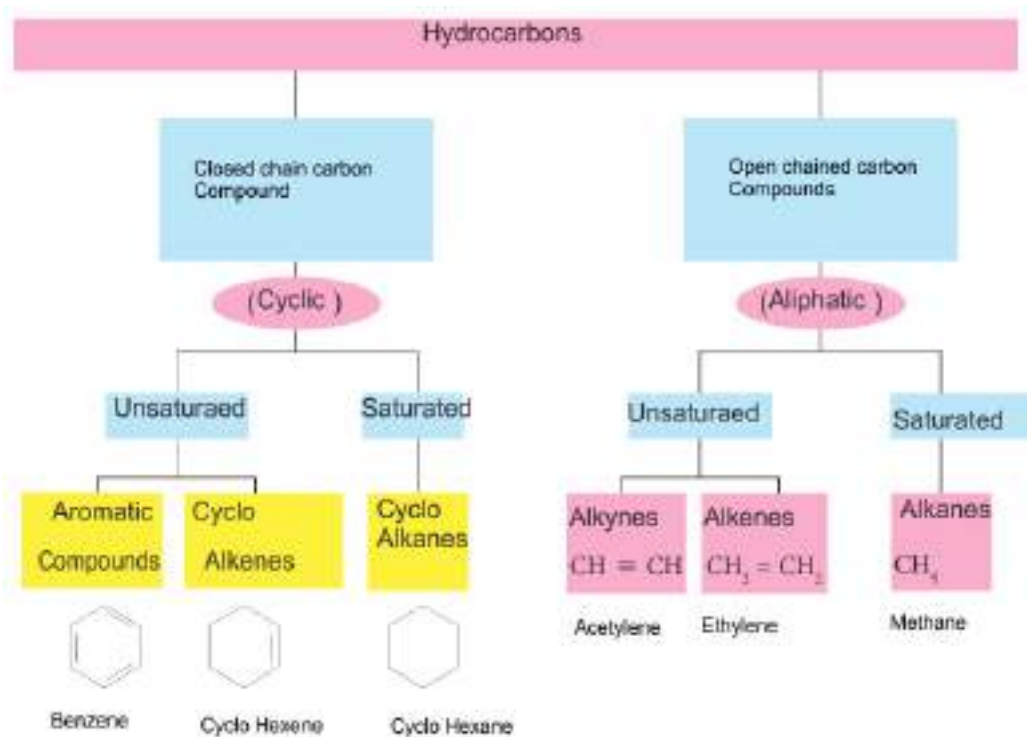 Hydrocarbons
Closed chain carbon
Compound
Open chained carbon
Compounds
(Cyclic )
(Aliphatic )
Unsaturaed
Saturated
Unsaturaed
Saturated
Aromatic
Compounds
Cyclo
Alkenes
Cyclo
Alkanes
Alkynes
CH ≡ CH
Alkenes
CH₃ = CH₂
Alkanes
CH₄
Acetylene
Ethylene
Methane
Benzene
Cyclo Hexene
Cyclo Hexane